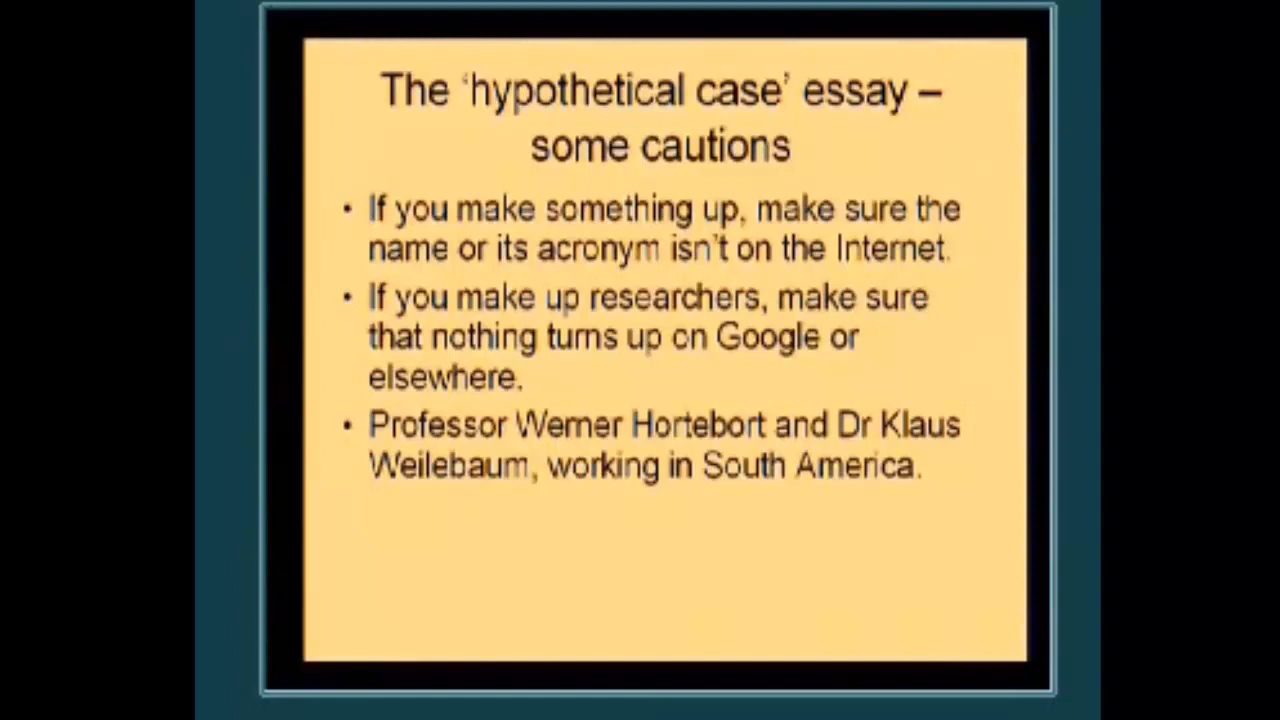 The ‘hypothetical case’ essay –
some cautions
• If you make something up, make sure the
name or its acronym isn’t on the Internet.
• If you make up researchers, make sure
that nothing turns up on Google or
elsewhere.
• Professor Werner Hortebort and Dr Klaus
Weilebaum, working in South America.